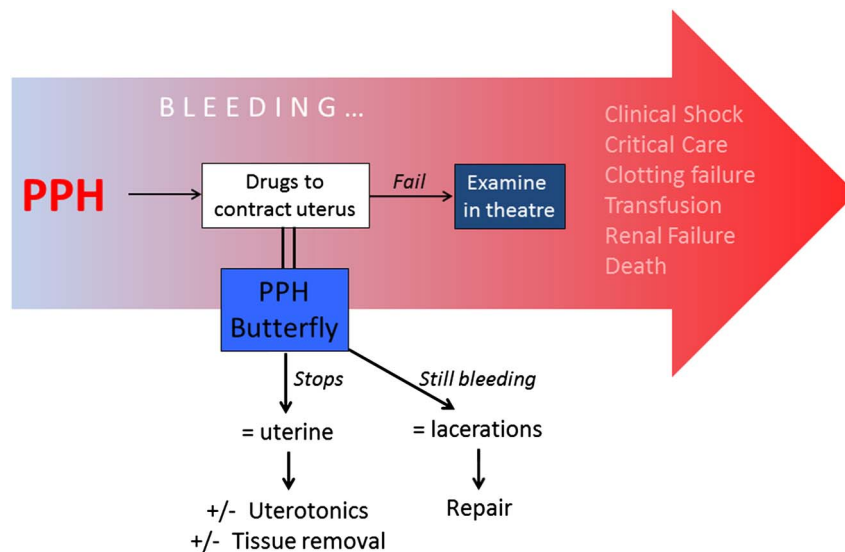 BLEEDING...
PPH
Drugs to
contract uterus
Fail
Examine
in theatre
Clinical Shock
Critical Care
Clotting failure
Transfusion
Renal Failure
Death
PPH
Butterfly
Stops
Still bleeding
= uterine
= lacerations
+/- Uterotonics
+/- Tissue removal
Repair